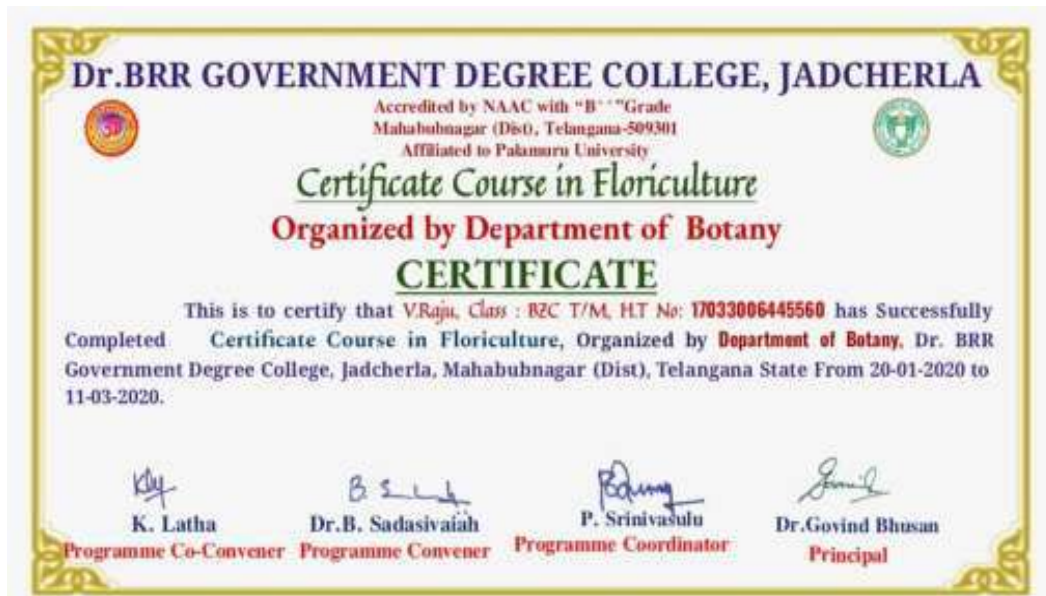 Dr.BRR GOVERNMENT DEGREE COLLEGE, JADCHERLA
Accredited by NAAC with “B++”Grade
Mahabubnagar (Dist), Telangana-509301
Affiliated to Palamuru University
Certificate Course in Floriculture
Organized by Department of Botany
CERTIFICATE
This is to certify that V.Raju, Class : BZC T/M, H.T No: 17033006445560 has Successfully
Completed Certificate Course in Floriculture, Organized by Department of Botany, Dr. BRR
Government Degree College, Jadcherla, Mahabubnagar (Dist), Telangana State From 20-01-2020 to
11-03-2020.
K. Latha Dr.B. Sadasivaiah P. Srinivasulu Dr.Govind Bhusan
Programme Co-Convener Programme Convener Programme Coordinator Principal